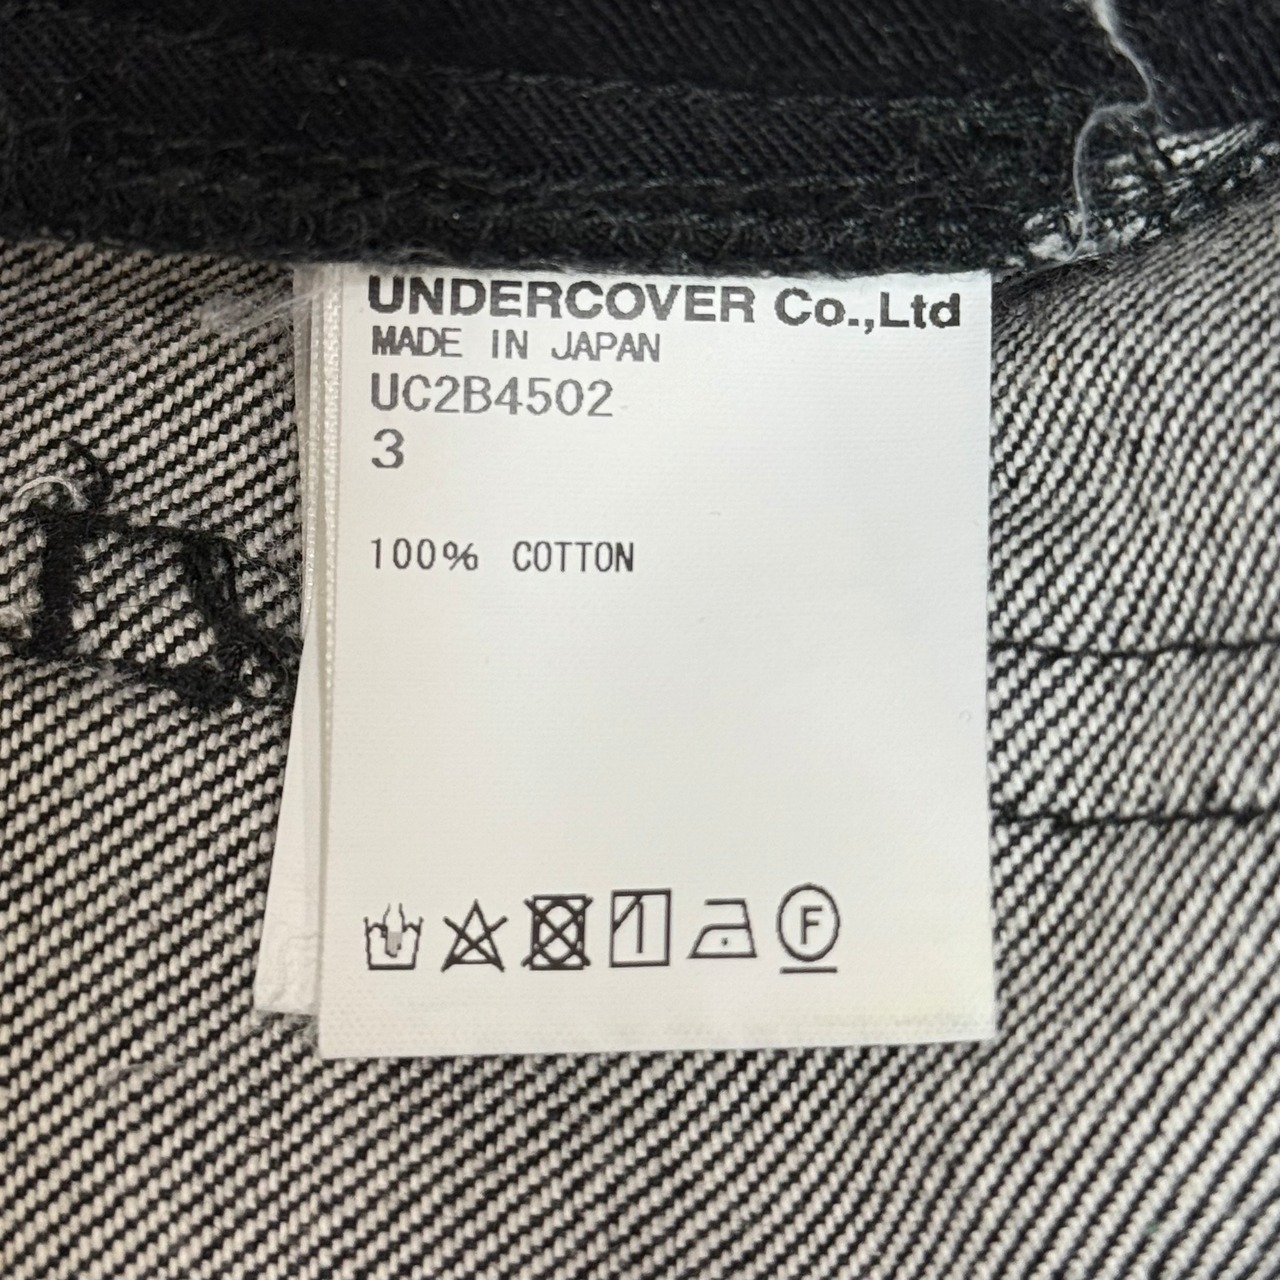 UNDERCOVER Co.,Ltd
MADE IN JAPAN
UC2B4502
3
100% COTTON
F